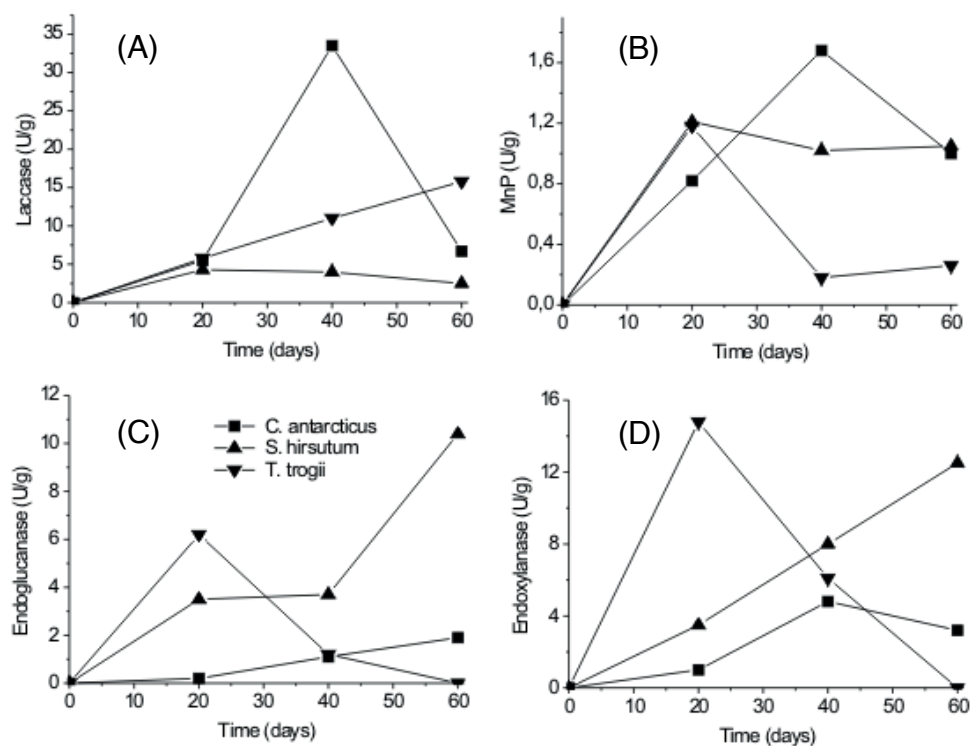 (A)
Laccase (U/g)
35
30
25
20
15
10
5
0
0 10 20 30 40 50 60
Time (days)
(B)
MnP (U/g)
1,6
1,2
0,8
0,4
0,0
0 10 20 30 40 50 60
Time (days)
(C)
Endoglucanase (U/g)
12
10
8
6
4
2
0
C. antarcticus
S. hirsutum
T. trogii
0 10 20 30 40 50 60
Time (days)
(D)
Endoxylanase (U/g)
16
12
8
4
0
0 10 20 30 40 50 60
Time (days)